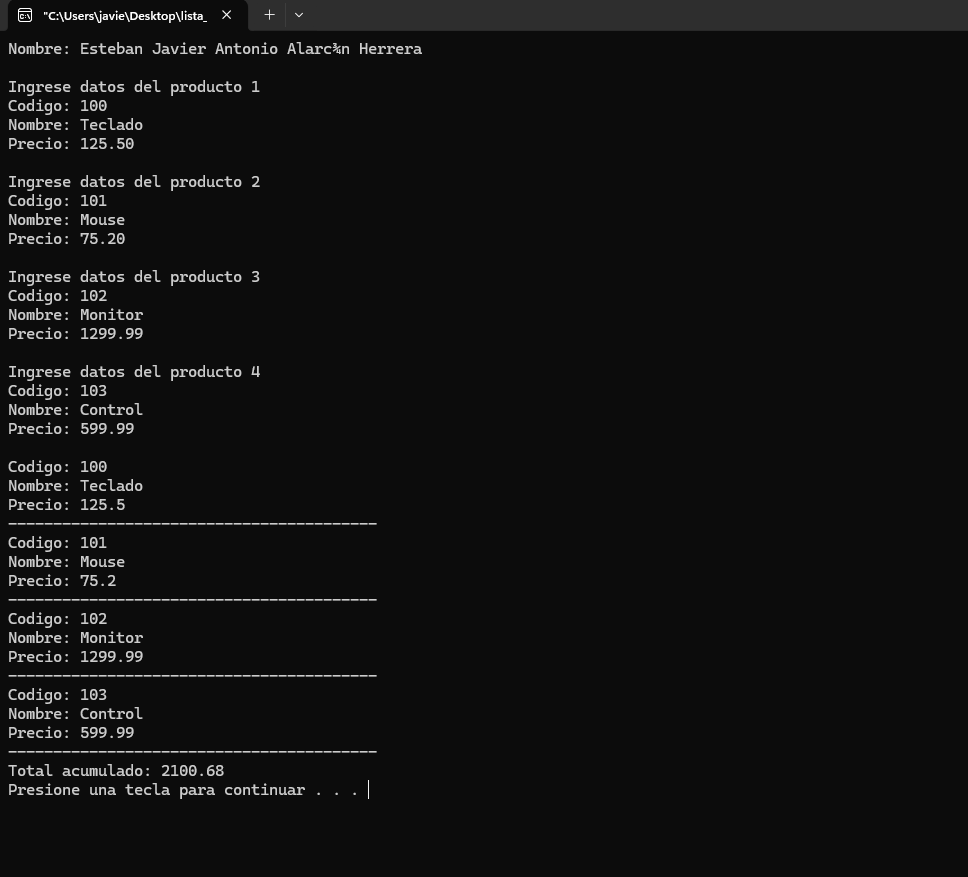 "C:\Users\javie\Desktop\lista_
Nombre: Esteban Javier Antonio Alarc¾n Herrera
Ingrese datos del producto 1
Codigo: 100
Nombre: Teclado
Precio: 125.50
Ingrese datos del producto 2
Codigo: 101
Nombre: Mouse
Precio: 75.20
Ingrese datos del producto 3
Codigo: 102
Nombre: Monitor
Precio: 1299.99
Ingrese datos del producto 4
Codigo: 103
Nombre: Control
Precio: 599.99
Codigo: 100
Nombre: Teclado
Precio: 125.5
-----------------------------------------
Codigo: 101
Nombre: Mouse
Precio: 75.2
-----------------------------------------
Codigo: 102
Nombre: Monitor
Precio: 1299.99
-----------------------------------------
Codigo: 103
Nombre: Control
Precio: 599.99
-----------------------------------------
Total acumulado: 2100.68
Presione una tecla para continuar . . .